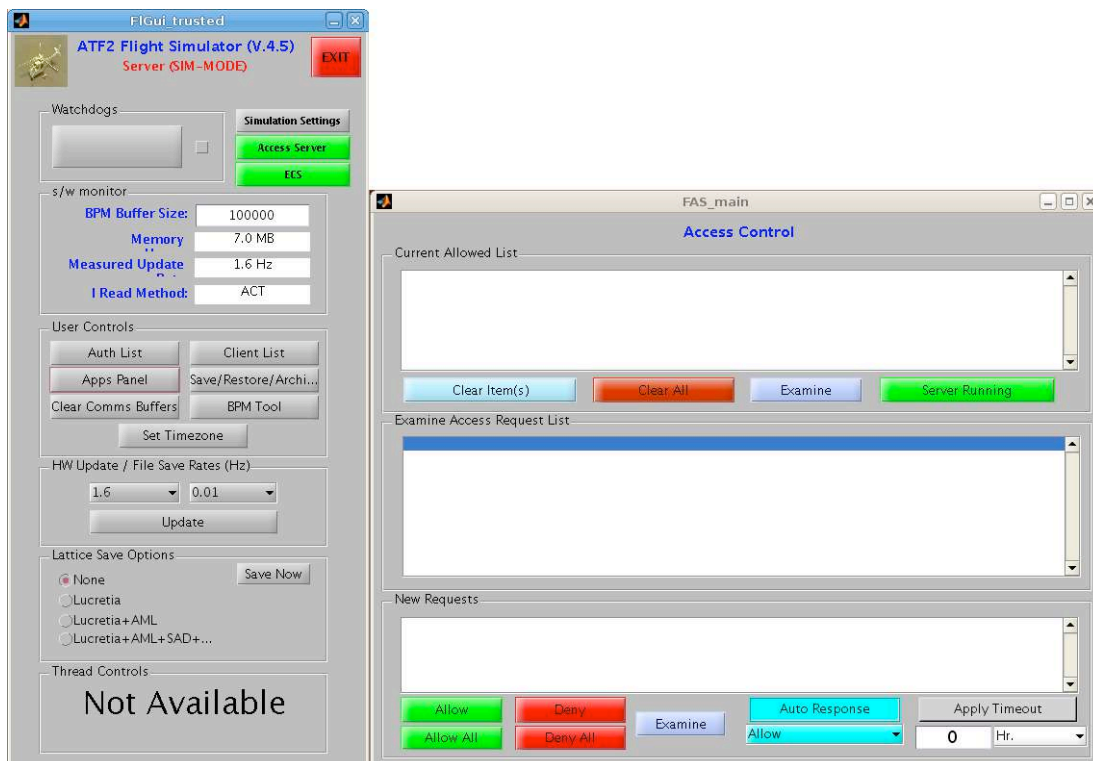 FlGui_trusted
ATF2 Flight Simulator (V.4.5)
Server (SIM-MODE)
EXIT
Watchdogs
Simulation Settings
Access Server
ECS
s/w monitor
BPM Buffer Size:
100000
Memory
7.0 MB
Measured Update
1.6 Hz
I Read Method:
ACT
User Controls
Auth List
Client List
Apps Panel
Save/Restore/Archi...
Clear Comms Buffers
BPM Tool
Set Timezone
HW Update / File Save Rates (Hz)
1.6
0.01
Update
Lattice Save Options
None
Save Now
Lucretia
Lucretia+AML
Lucretia+AML+SAD+...
Thread Controls
Not Available
FAS_main
Access Control
Current Allowed List
Clear Item(s)
Clear All
Examine
Server Running
Examine Access Request List
New Requests
Allow
Deny
Examine
Auto Response
Apply Timeout
Allow All
Deny All
Allow
0
Hr.